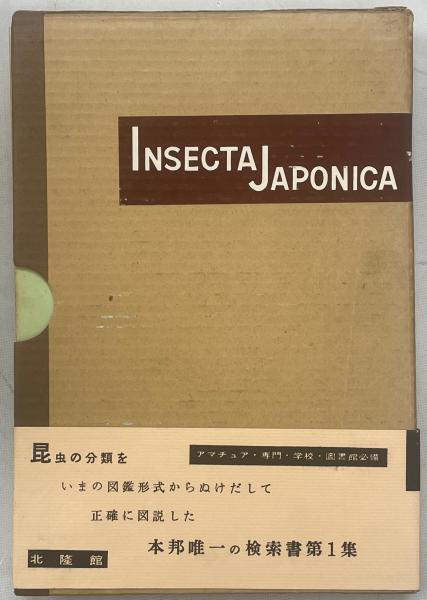 INSECTA
JAPONICA
昆虫の分類を
アマチュア・専門・学校・図書館必備
いまの図鑑形式からぬけだして
正確に図説した
本邦唯一の検索書第1集
北隆館